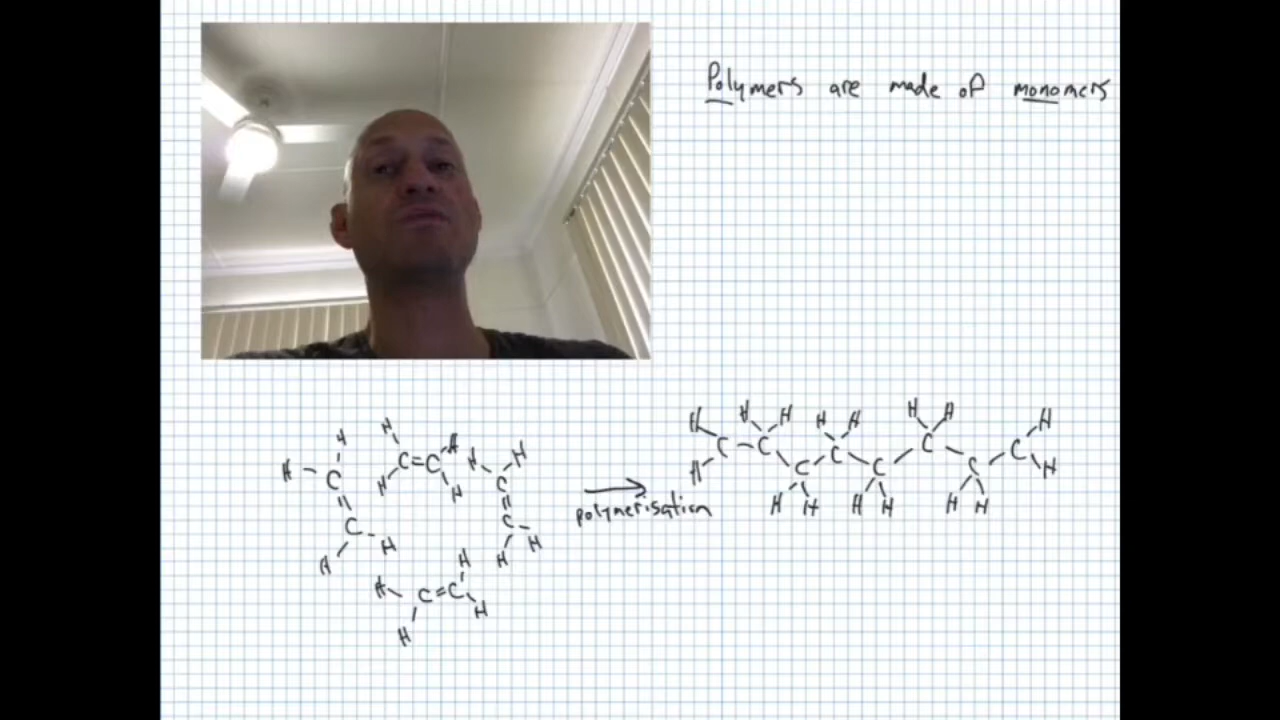 Polymers are made of monomers
H H H H H H H H
H C C=C C H C H H C C H
C-C C C C C C C
H H H H H H H H
polymerisation
C C
H H H H
H C=C H
H